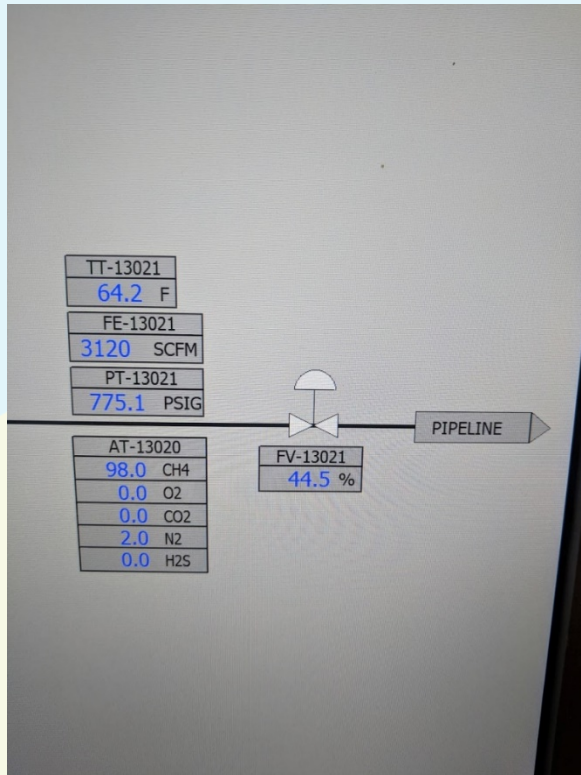 TT-13021
64.2 F
FE-13021
3120 SCFM
PT-13021
775.1 PSIG
PIPELINE
AT-13020
98.0 CH4
0.0 O2
0.0 CO2
2.0 N2
0.0 H2S
FV-13021
44.5 %